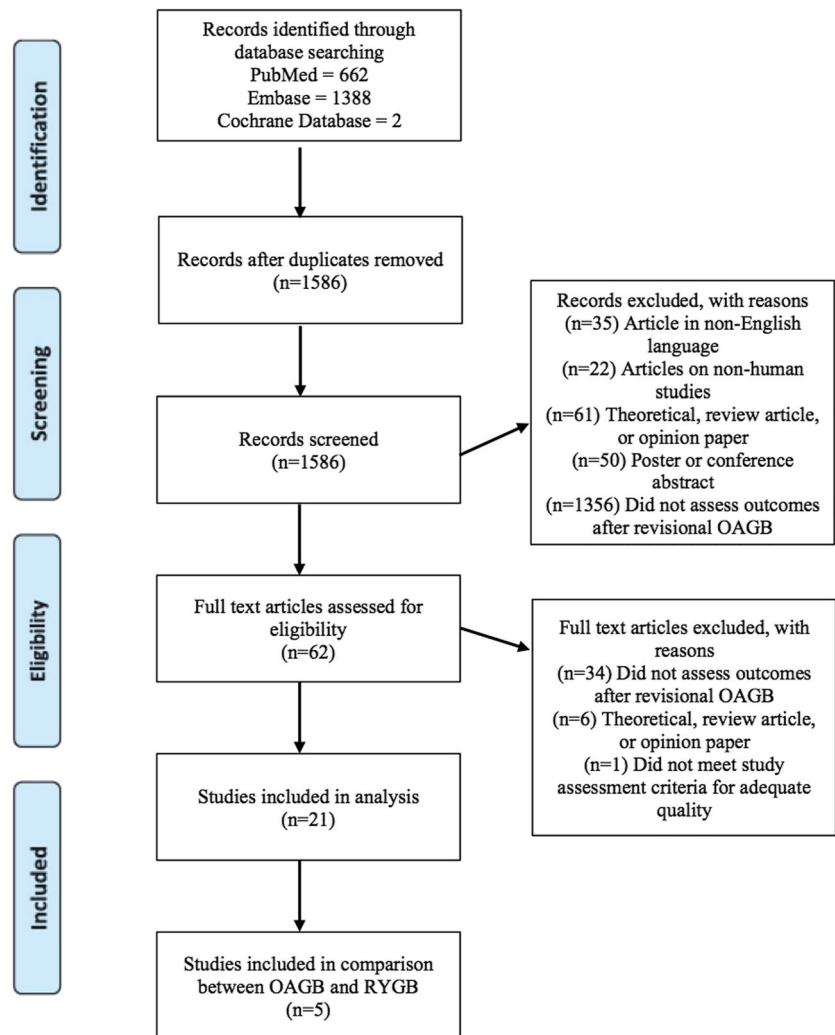 Identification
Records identified through
database searching
PubMed = 662
Embase = 1388
Cochrane Database = 2
Records after duplicates removed
(n=1586)
Screening
Records screened
(n=1586)
Records excluded, with reasons
(n=35) Article in non-English
language
(n=22) Articles on non-human
studies
(n=61) Theoretical, review article,
or opinion paper
(n=50) Poster or conference
abstract
(n=1356) Did not assess outcomes
after revisional OAGB
Eligibility
Full text articles assessed for
eligibility
(n=62)
Full text articles excluded, with
reasons
(n=34) Did not assess outcomes
after revisional OAGB
(n=6) Theoretical, review article,
or opinion paper
(n=1) Did not meet study
assessment criteria for adequate
quality
Included
Studies included in analysis
(n=21)
Studies included in comparison
between OAGB and RYGB
(n=5)